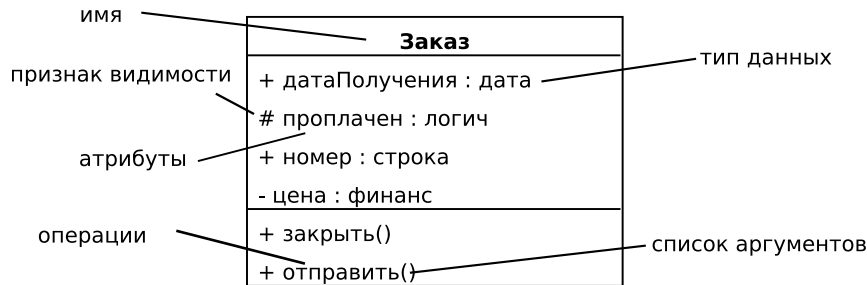 имя
Заказ
тип данных
признак видимости
+ датаПолучения : дата
# проплачен : логич
атрибуты
+ номер : строка
- цена : финанс
операции
+ закрыть()
список аргументов
+ отправить()